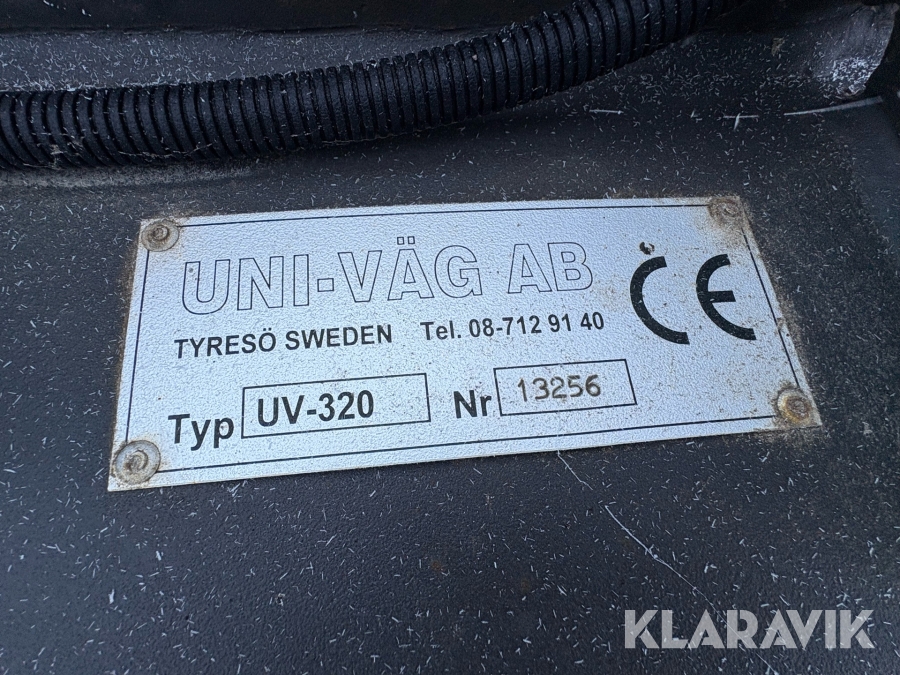 UNI-VÄG AB
TYRESÖ SWEDEN Tel. 08-712 91 40
CE
Typ UV-320 Nr 13256
KLARAVIK